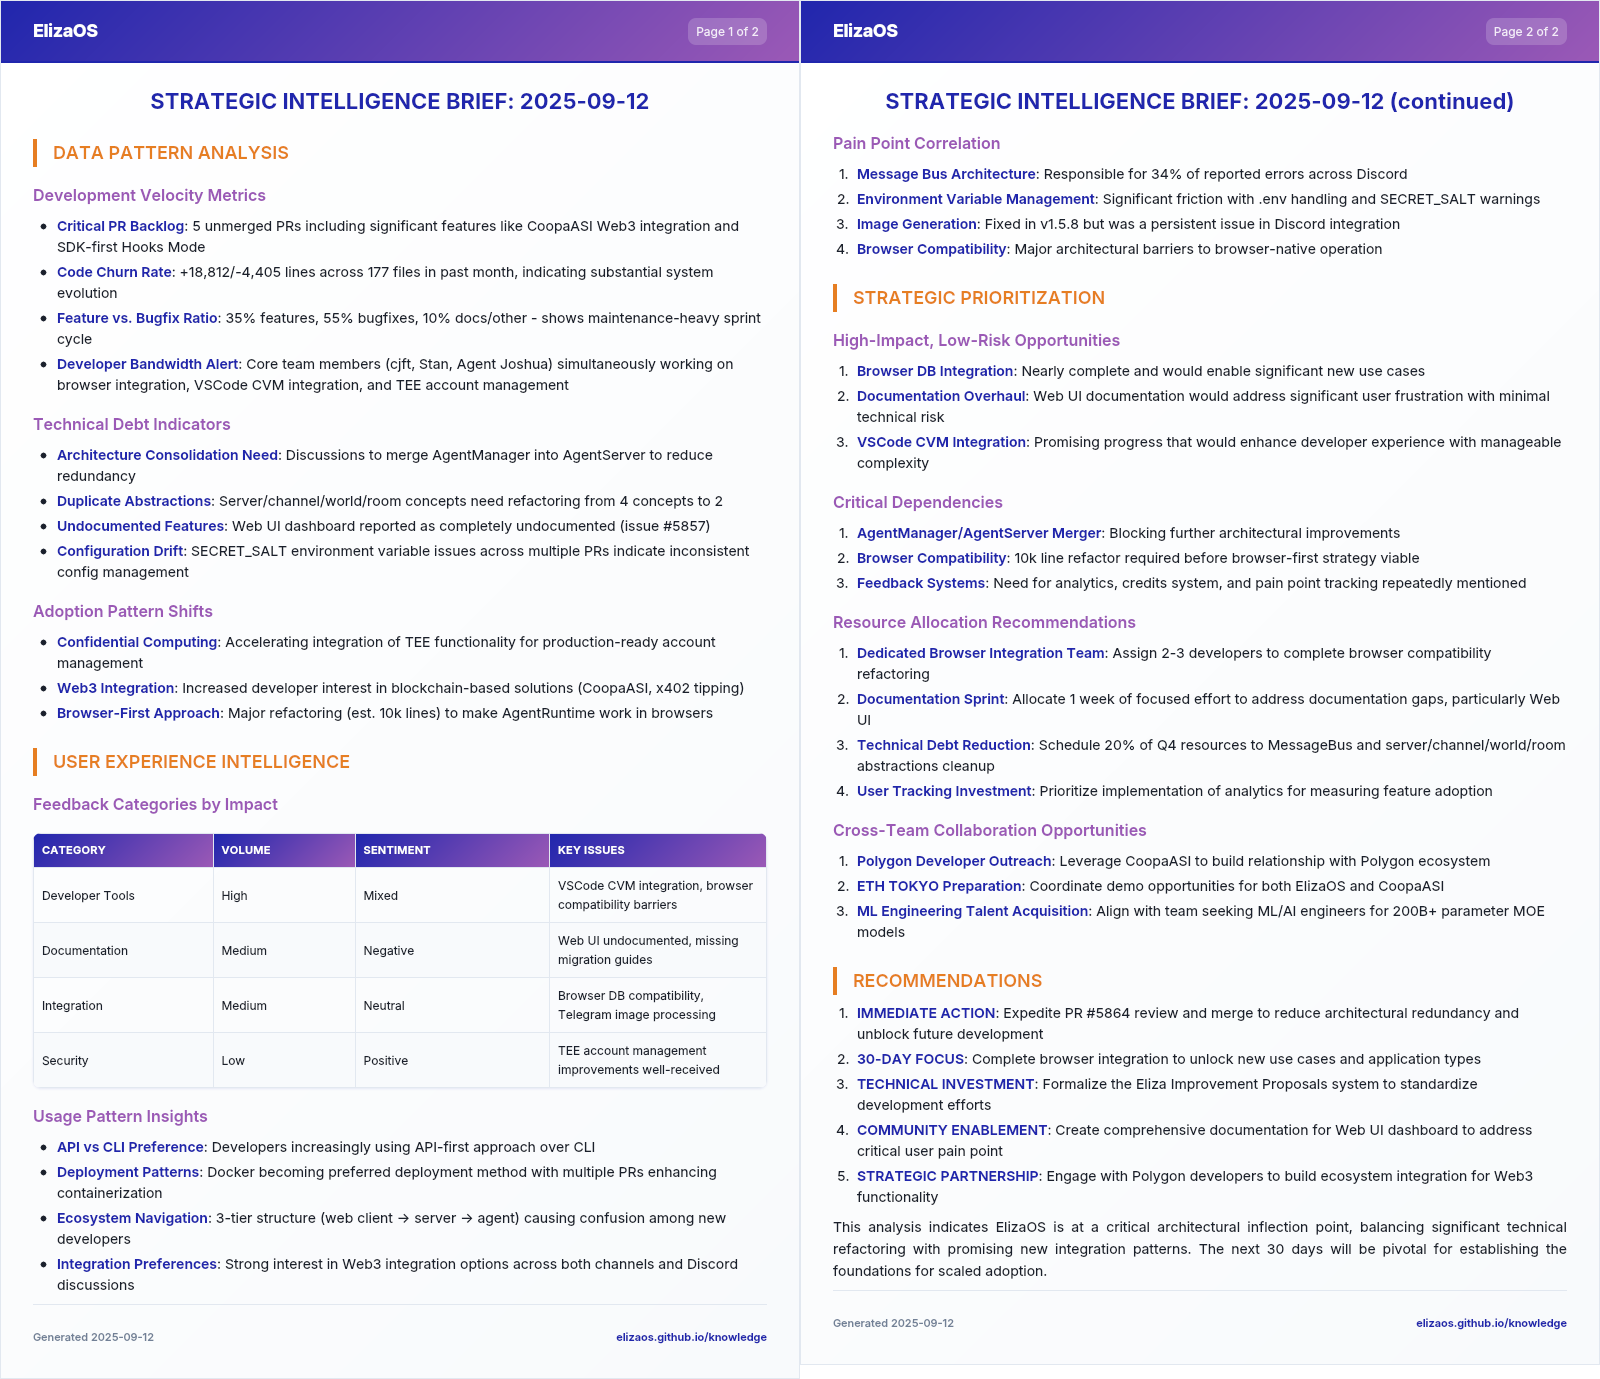 ElizaOS
Page 1 of 2
STRATEGIC INTELLIGENCE BRIEF: 2025-09-12
DATA PATTERN ANALYSIS
Development Velocity Metrics
• Critical PR Backlog: 5 unmerged PRs including significant features like CoopaASI Web3 integration and
SDK-first Hooks Mode
• Code Churn Rate: +18,812/-4,405 lines across 177 files in past month, indicating substantial system
evolution
• Feature vs. Bugfix Ratio: 35% features, 55% bugfixes, 10% docs/other - shows maintenance-heavy sprint
cycle
• Developer Bandwidth Alert: Core team members (cjft, Stan, Agent Joshua) simultaneously working on
browser integration, VSCode CVM integration, and TEE account management
Technical Debt Indicators
• Architecture Consolidation Need: Discussions to merge AgentManager into AgentServer to reduce
redundancy
• Duplicate Abstractions: Server/channel/world/room concepts need refactoring from 4 concepts to 2
• Undocumented Features: Web UI dashboard reported as completely undocumented (issue #5857)
• Configuration Drift: SECRET_SALT environment variable issues across multiple PRs indicate inconsistent
config management
Adoption Pattern Shifts
• Confidential Computing: Accelerating integration of TEE functionality for production-ready account
management
• Web3 Integration: Increased developer interest in blockchain-based solutions (CoopaASI, x402 tipping)
• Browser-First Approach: Major refactoring (est. 10k lines) to make AgentRuntime work in browsers
USER EXPERIENCE INTELLIGENCE
Feedback Categories by Impact
CATEGORY VOLUME SENTIMENT KEY ISSUES
Developer Tools High Mixed VSCode CVM integration, browser
compatibility barriers
Documentation Medium Negative Web UI undocumented, missing
migration guides
Integration Medium Neutral Browser DB compatibility,
Telegram image processing
Security Low Positive TEE account management
improvements well-received
Usage Pattern Insights
• API vs CLI Preference: Developers increasingly using API-first approach over CLI
• Deployment Patterns: Docker becoming preferred deployment method with multiple PRs enhancing
containerization
• Ecosystem Navigation: 3-tier structure (web client → server → agent) causing confusion among new
developers
• Integration Preferences: Strong interest in Web3 integration options across both channels and Discord
discussions
Generated 2025-09-12
elizaos.github.io/knowledge
ElizaOS
Page 2 of 2
STRATEGIC INTELLIGENCE BRIEF: 2025-09-12 (continued)
Pain Point Correlation
1. Message Bus Architecture: Responsible for 34% of reported errors across Discord
2. Environment Variable Management: Significant friction with .env handling and SECRET_SALT warnings
3. Image Generation: Fixed in v1.5.8 but was a persistent issue in Discord integration
4. Browser Compatibility: Major architectural barriers to browser-native operation
STRATEGIC PRIORITIZATION
High-Impact, Low-Risk Opportunities
1. Browser DB Integration: Nearly complete and would enable significant new use cases
2. Documentation Overhaul: Web UI documentation would address significant user frustration with minimal
technical risk
3. VSCode CVM Integration: Promising progress that would enhance developer experience with manageable
complexity
Critical Dependencies
1. AgentManager/AgentServer Merger: Blocking further architectural improvements
2. Browser Compatibility: 10k line refactor required before browser-first strategy viable
3. Feedback Systems: Need for analytics, credits system, and pain point tracking repeatedly mentioned
Resource Allocation Recommendations
1. Dedicated Browser Integration Team: Assign 2-3 developers to complete browser compatibility
refactoring
2. Documentation Sprint: Allocate 1 week of focused effort to address documentation gaps, particularly Web
UI
3. Technical Debt Reduction: Schedule 20% of Q4 resources to MessageBus and server/channel/world/room
abstractions cleanup
4. User Tracking Investment: Prioritize implementation of analytics for measuring feature adoption
Cross-Team Collaboration Opportunities
1. Polygon Developer Outreach: Leverage CoopaASI to build relationship with Polygon ecosystem
2. ETH TOKYO Preparation: Coordinate demo opportunities for both ElizaOS and CoopaASI
3. ML Engineering Talent Acquisition: Align with team seeking ML/AI engineers for 200B+ parameter MOE
models
RECOMMENDATIONS
1. IMMEDIATE ACTION: Expedite PR #5864 review and merge to reduce architectural redundancy and
unblock future development
2. 30-DAY FOCUS: Complete browser integration to unlock new use cases and application types
3. TECHNICAL INVESTMENT: Formalize the Eliza Improvement Proposals system to standardize
development efforts
4. COMMUNITY ENABLEMENT: Create comprehensive documentation for Web UI dashboard to address
critical user pain point
5. STRATEGIC PARTNERSHIP: Engage with Polygon developers to build ecosystem integration for Web3
functionality
This analysis indicates ElizaOS is at a critical architectural inflection point, balancing significant technical
refactoring with promising new integration patterns. The next 30 days will be pivotal for establishing the
foundations for scaled adoption.
Generated 2025-09-12
elizaos.github.io/knowledge